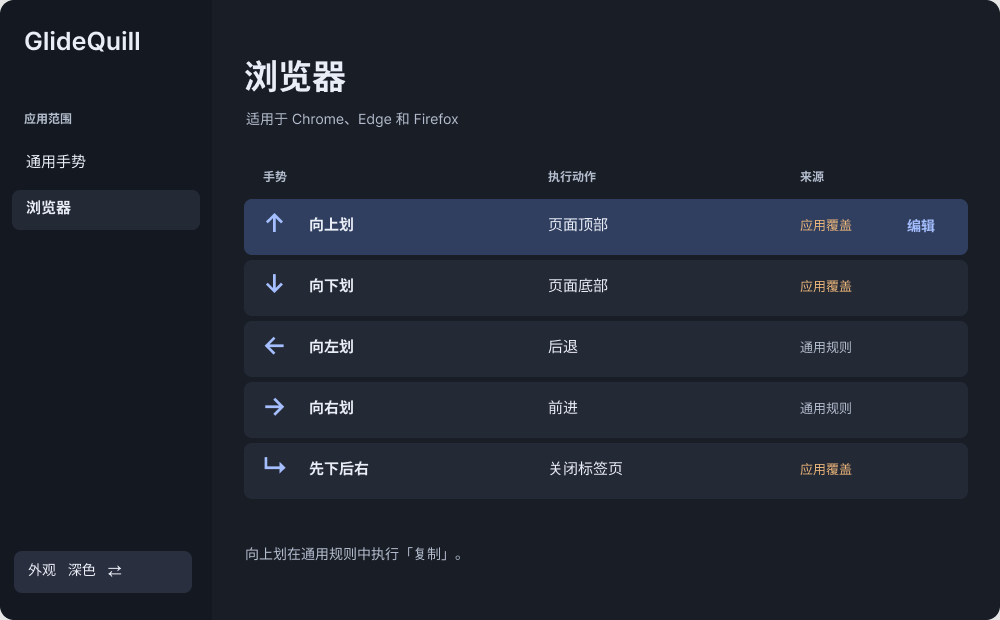 GlideQuill
应用范围
通用手势
浏览器
外观 深色 ⇄
浏览器
适用于 Chrome、Edge 和 Firefox
手势 执行动作 来源
↑ 向上划 页面顶部 应用覆盖 编辑
↓ 向下划 页面底部 应用覆盖
← 向左划 后退 通用规则
→ 向右划 前进 通用规则
先下后右 关闭标签页 应用覆盖
向上划在通用规则中执行「复制」。